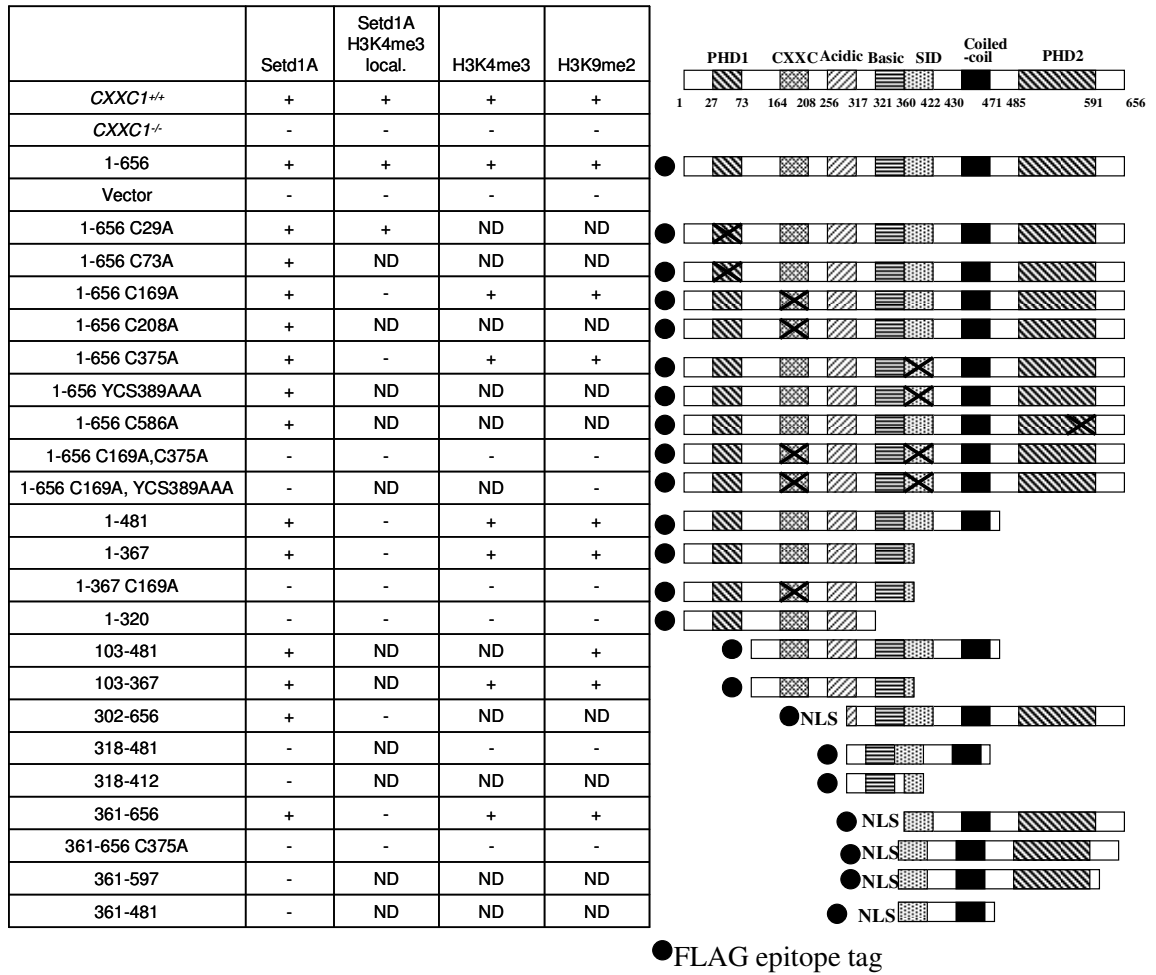 Setd1A Setd1A H3K4me3 local. H3K4me3 H3K9me2
CXXC1+/+ + + + +
CXXC1-/- - - - -
1-656 + + + +
Vector - - - -
1-656 C29A + + ND ND
1-656 C73A + ND ND ND
1-656 C169A + - + +
1-656 C208A + ND ND ND
1-656 C375A + - + +
1-656 YCS389AAA + ND ND ND
1-656 C586A + ND ND ND
1-656 C169A,C375A - - - -
1-656 C169A, YCS389AAA - ND ND -
1-481 + - + +
1-367 + - + +
1-367 C169A - - - -
1-320 - - - -
103-481 + ND ND +
103-367 + ND + +
302-656 + - ND ND
318-481 - ND - -
318-412 - ND ND ND
361-656 + - + +
361-656 C375A - - - -
361-597 - ND ND ND
361-481 - ND ND ND
PHD1 CXXC Acidic Basic SID Coiled -coil PHD2
1 27 73 164 208 256 317 321 360 422 430 471 485 591 656
NLS
NLS
NLS
NLS
NLS
FLAG epitope tag